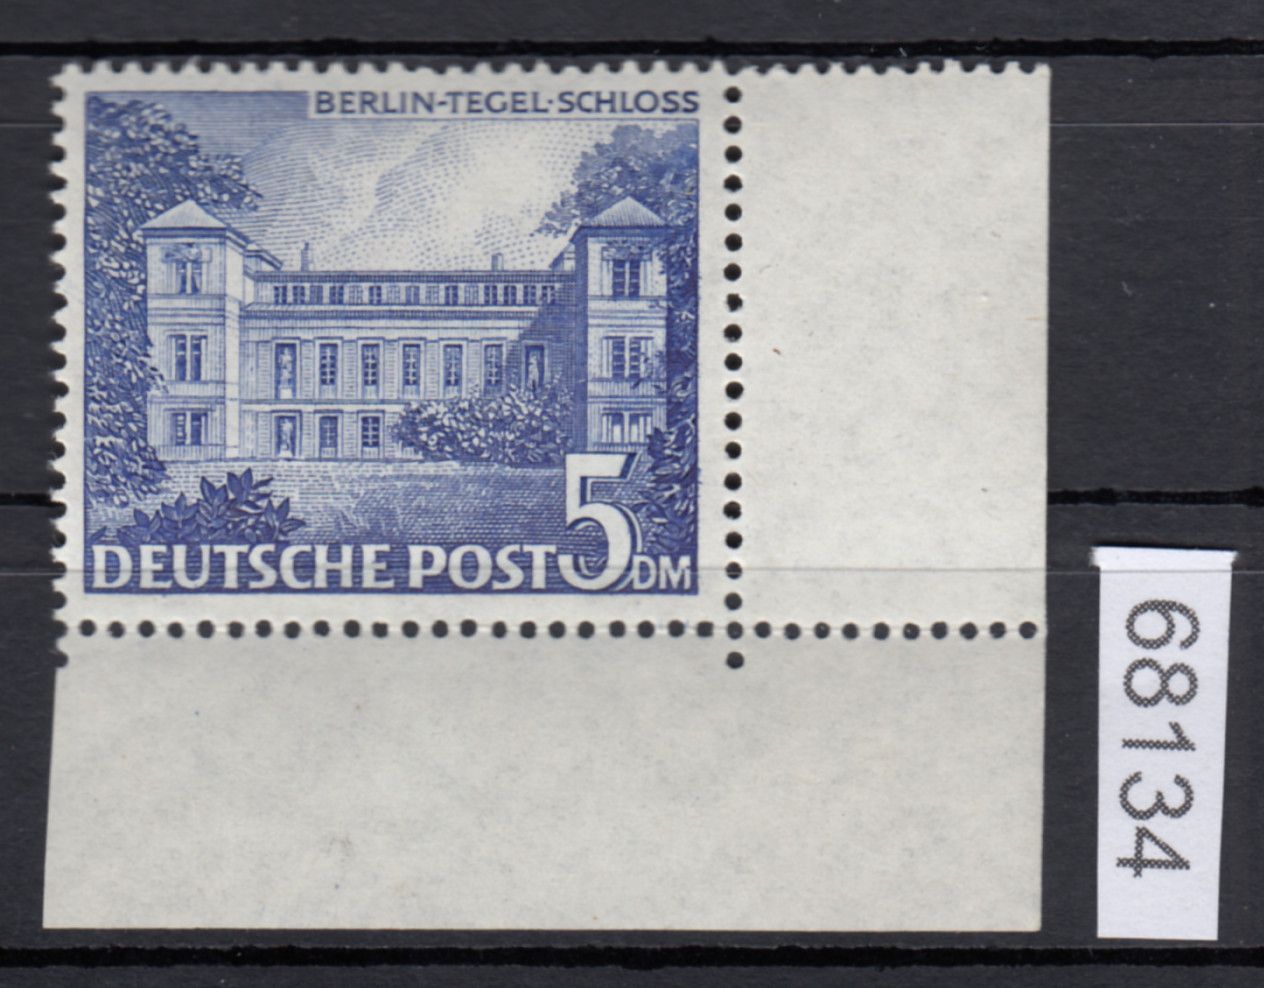 BERLIN-TEGEL·SCHLOSS
DEUTSCHE POST 5 DM
68134